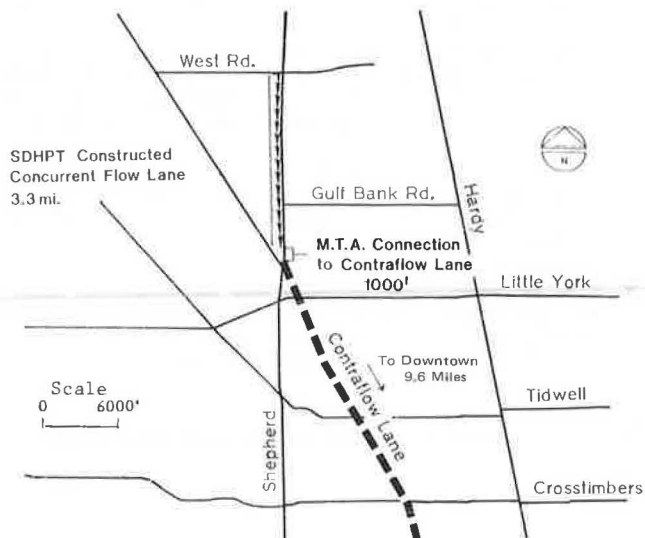 West Rd.
SDHPT Constructed
Concurrent Flow Lane
3.3 mi.
N
Gulf Bank Rd.
Hardy
M.T.A. Connection
to Contraflow Lane
1000'
Little York
Contraflow Lane
To Downtown
9.6 Miles
Scale
0 6000'
Tidwell
Shepherd
Crosstimbers